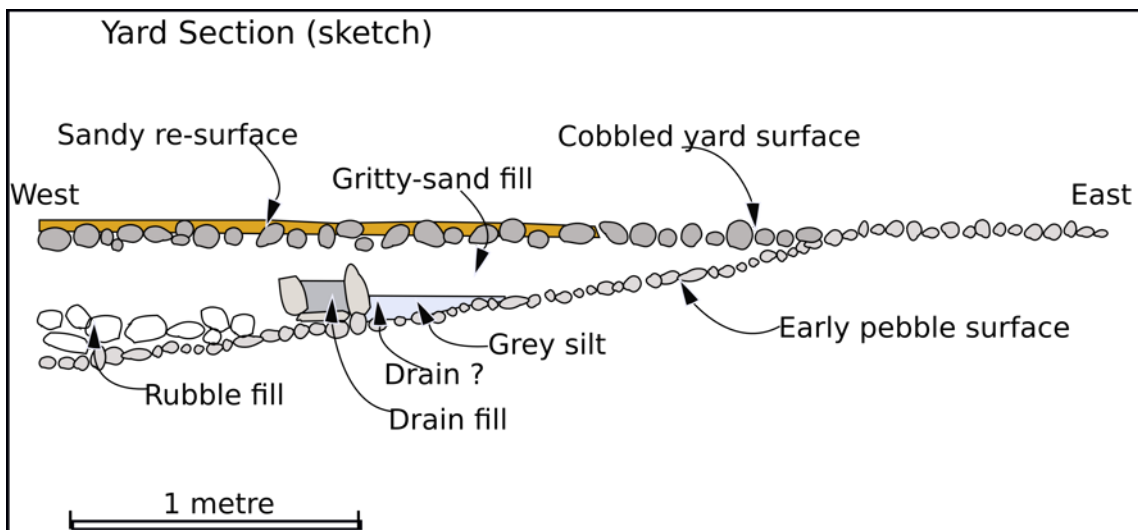 Yard Section (sketch)
Sandy re-surface
Cobbled yard surface
Gritty-sand fill
West
East
Early pebble surface
Grey silt
Drain ?
Rubble fill
Drain fill
1 metre